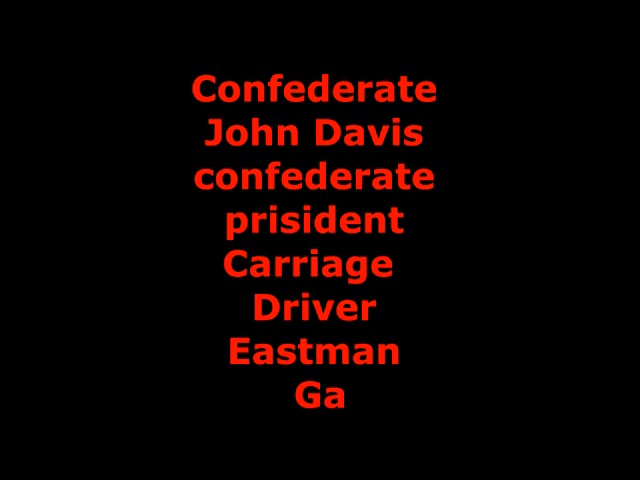 Confederate
John Davis
confederate
prisident
Carriage
Driver
Eastman
Ga